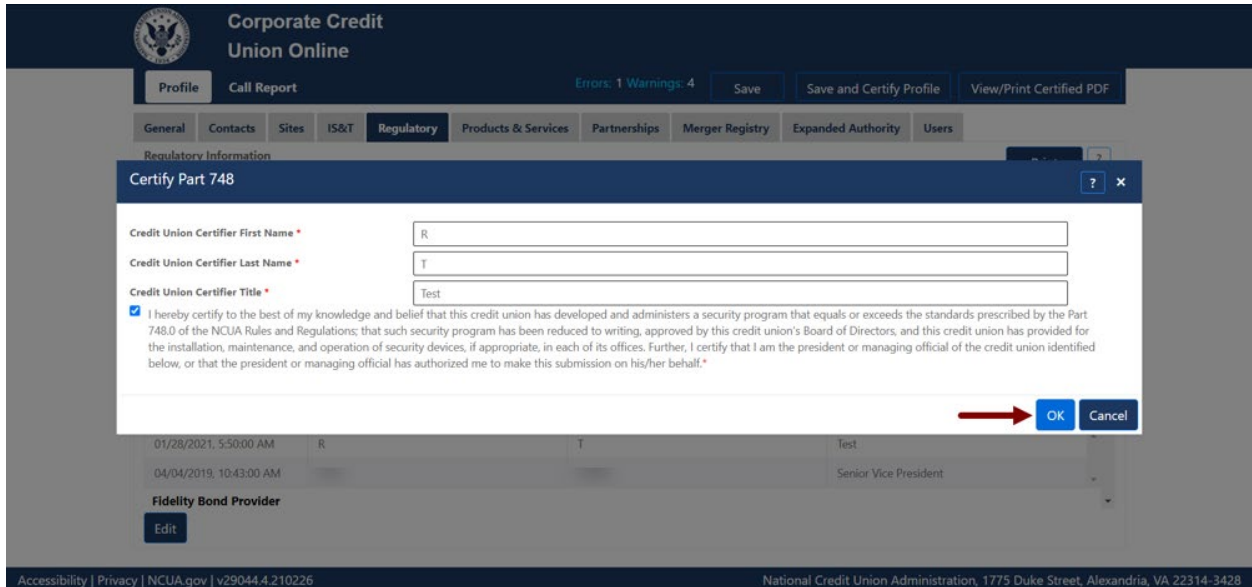 Corporate Credit
Union Online
Profile Call Report Errors: 1 Warnings: 4 Save Save and Certify Profile View/Print Certified PDF
General Contacts Sites IS&T Regulatory Products & Services Partnerships Merger Registry Expanded Authority Users
Regulatory Information Print ?
Certify Part 748 ? ×
Credit Union Certifier First Name * R
Credit Union Certifier Last Name * T
Credit Union Certifier Title * Test
I hereby certify to the best of my knowledge and belief that this credit union has developed and administers a security program that equals or exceeds the standards prescribed by the Part
748.0 of the NCUA Rules and Regulations; that such security program has been reduced to writing, approved by this credit union's Board of Directors, and this credit union has provided for
the installation, maintenance, and operation of security devices, if appropriate, in each of its offices. Further, I certify that I am the president or managing official of the credit union identified
below, or that the president or managing official has authorized me to make this submission on his/her behalf.*
OK Cancel
01/28/2021, 5:50:00 AM R T Test
04/04/2019, 10:43:00 AM Senior Vice President
Fidelity Bond Provider
Edit
Accessibility | Privacy | NCUA.gov | v29044.4.210226 National Credit Union Administration, 1775 Duke Street, Alexandria, VA 22314-3428